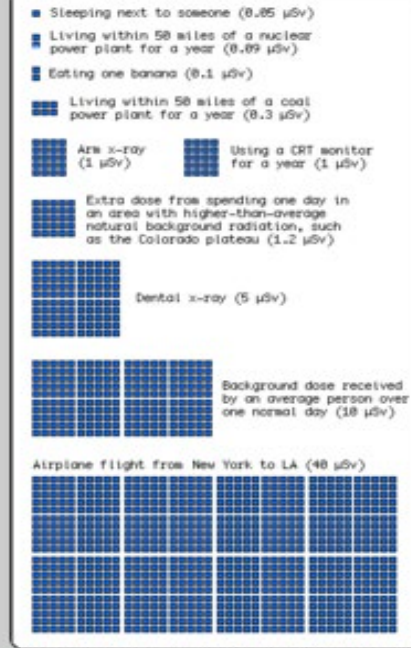 Sleeping next to someone (0.05 µSv)
Living within 50 miles of a nuclear
power plant for a year (0.09 µSv)
Eating one banana (0.1 µSv)
Living within 50 miles of a coal
power plant for a year (0.3 µSv)
Arm x-ray
(1 µSv)
Using a CRT monitor
for a year (1 µSv)
Extra dose from spending one day in
an area with higher-than-average
natural background radiation, such
as the Colorado plateau (1.2 µSv)
Dental x-ray (5 µSv)
Background dose received
by an average person over
one normal day (10 µSv)
Airplane flight from New York to LA (40 µSv)